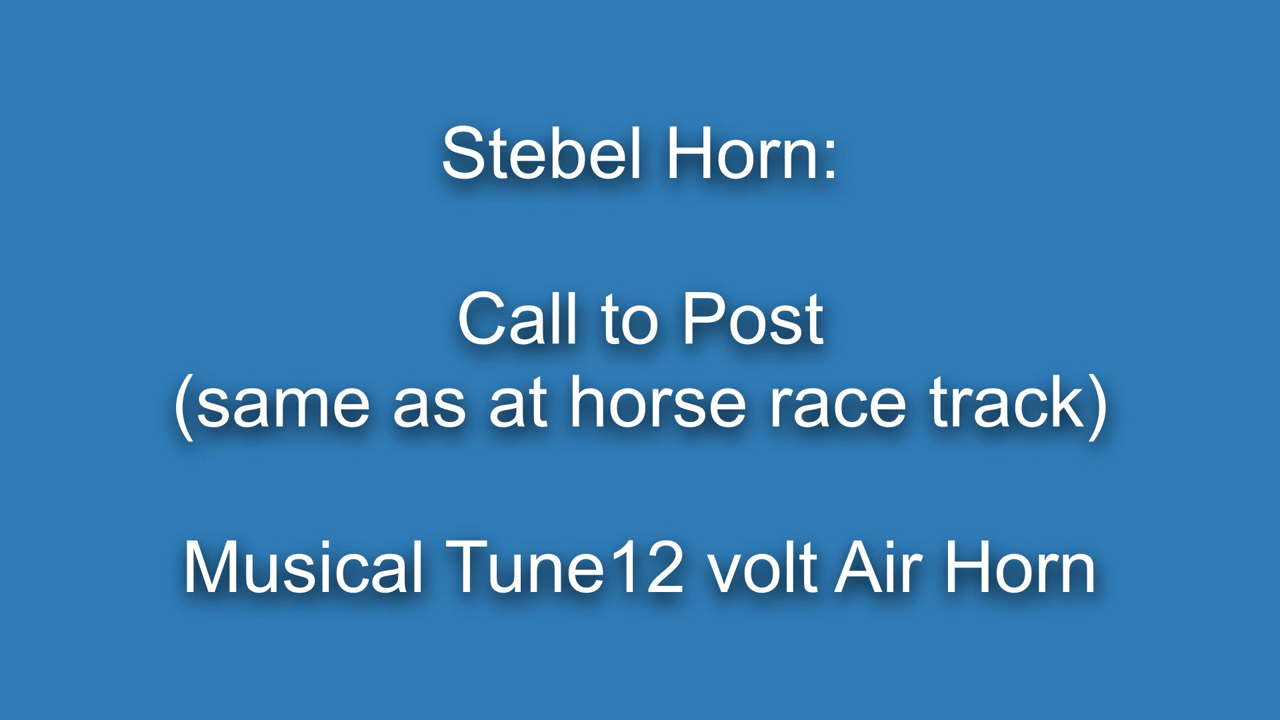 Stebel Horn:
Call to Post
(same as at horse race track)
Musical Tune12 volt Air Horn